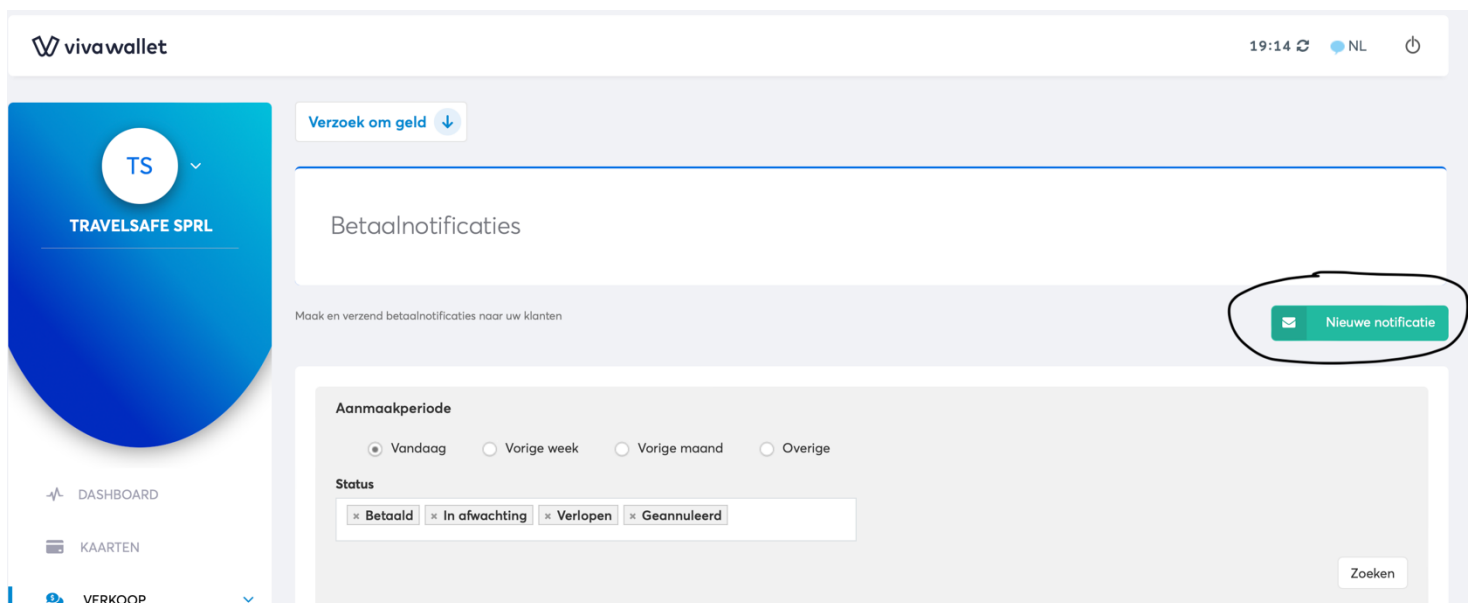 vivawallet
19:14 NL
Verzoek om geld
TS
TRAVELSAFE SPRL
Betaalnotificaties
Maak en verzend betaalnotificaties naar uw klanten
Nieuwe notificatie
Aanmaakperiode
Vandaag Vorige week Vorige maand Overige
Status
× Betaald × In afwachting × Verlopen × Geannuleerd
DASHBOARD
KAARTEN
Zoeken
VERKOOP